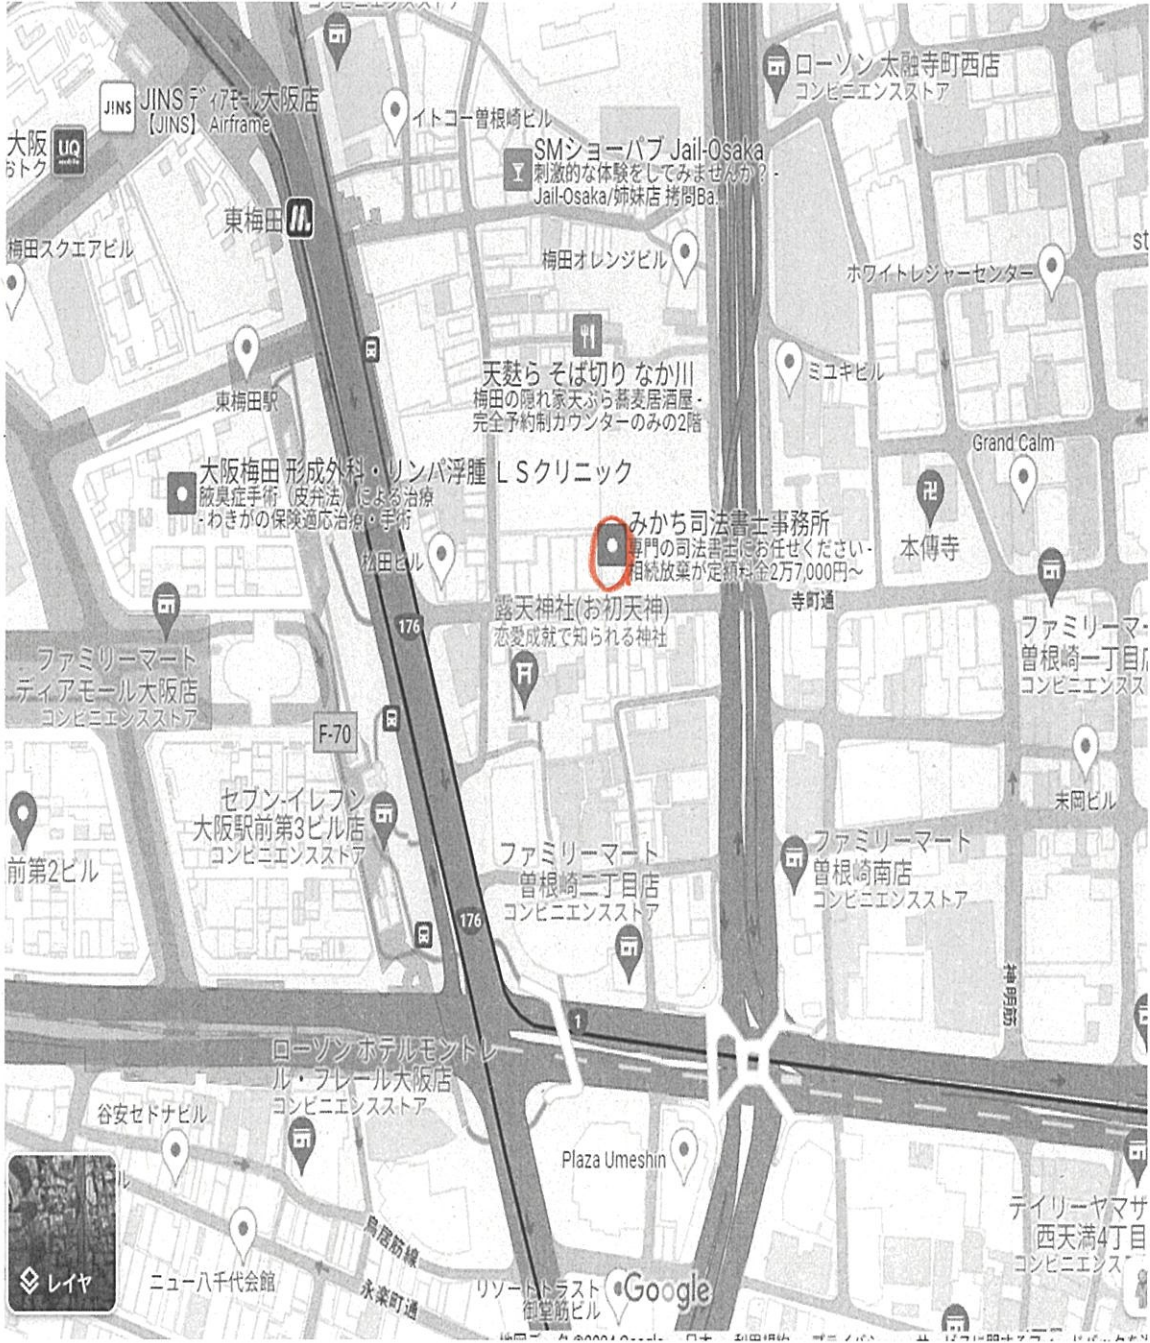 コンビニエンスストア
ローソン 太融寺町西店
コンビニエンスストア
JINS
JINS ディアモール大阪店
【JINS】 Airframe
イトコー曽根崎ビル
大阪
おトク
UQ
SMショーパブ Jail-Osaka
刺激的な体験をしてみませんか？ -
Jail-Osaka/姉妹店 拷問Ba..
東梅田
梅田スクエアビル
梅田オレンジビル
ホワイトレジャーセンター
st
天麩ら そば切り なか川
梅田の隠れ家天ぷら蕎麦居酒屋 -
完全予約制カウンターのみの2階
ミユキビル
東梅田駅
Grand Calm
大阪梅田 形成外科・リンパ浮腫 ＬＳクリニック
腋臭症手術（皮弁法）による治療
- わきがの保険適応治療・手術
みかち司法書士事務所
専門の司法書士にお任せください -
相続放棄が定額料金2万7,000円～
本傳寺
松田ビル
寺町通
露天神社(お初天神)
恋愛成就で知られる神社
176
ファミリーマート
ディアモール大阪店
コンビニエンスストア
ファミリーマー
曽根崎一丁目店
コンビニエンスス
F-70
末岡ビル
セブン-イレブン
大阪駅前第3ビル店
コンビニエンスストア
前第2ビル
ファミリーマート
曽根崎二丁目店
コンビニエンスストア
ファミリーマート
曽根崎南店
コンビニエンスストア
176
神明筋
1
ローソン ホテルモントレ
ル・フレール大阪店
コンビニエンスストア
谷安セドナビル
ル
Plaza Umeshin
デイリーヤマザ
西天満4丁目
コンビニエンスス
鳥居筋線
永楽町通
レイヤ
ニュー八千代会館
リゾートトラスト
御堂筋ビル
Google